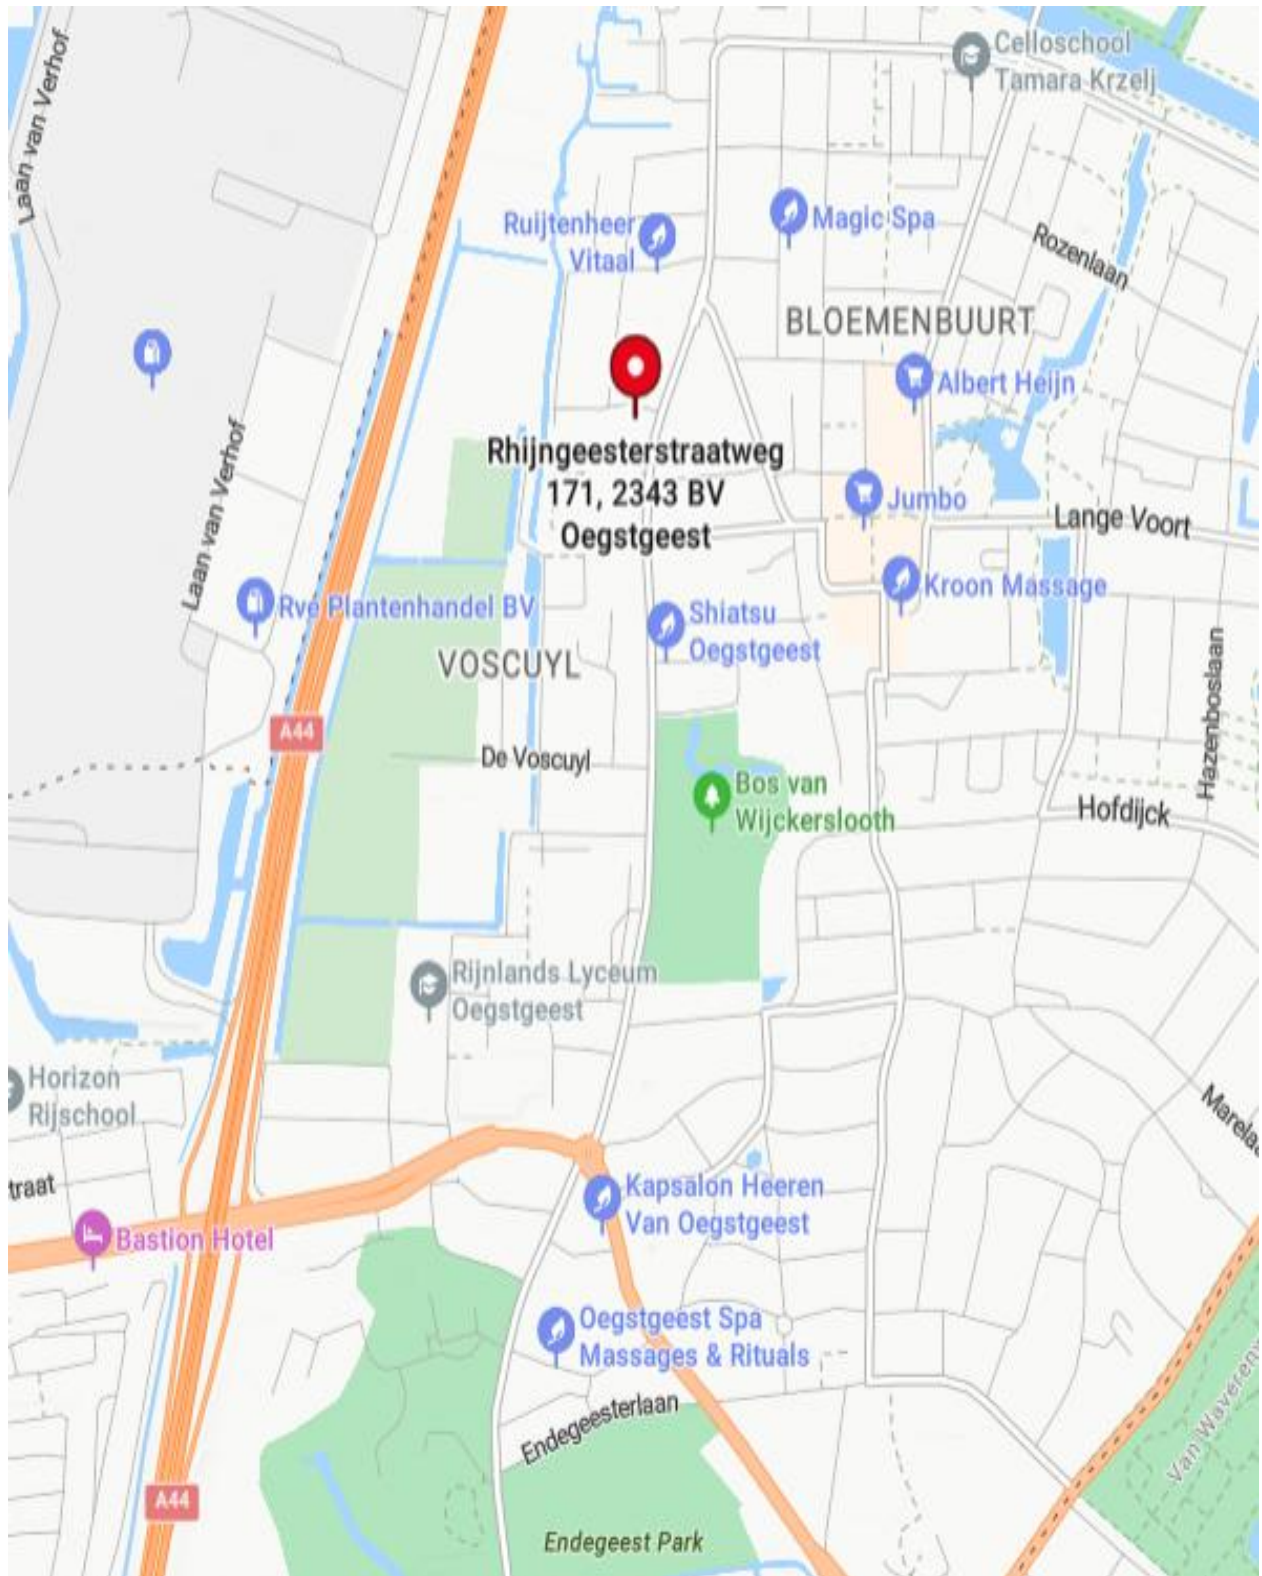 Laan van Verhof
Celloschool
Tamara Krzelj
Ruijtenheer
Vitaal
Magic Spa
Rozenlaan
BLOEMENBUURT
Albert Heijn
Laan van Verhof
Rhijngeesterstraatweg
171, 2343 BV
Oegstgeest
Jumbo
Lange Voort
Rve Plantenhandel BV
Kroon Massage
Shiatsu
Oegstgeest
VOSCUYL
Hazenboslaan
A44
De Voscuyl
Bos van
Wijckerslooth
Hofdijck
Rijnlands Lyceum
Oegstgeest
Horizon
Rijschool
Marelaa
traat
Kapsalon Heeren
Van Oegstgeest
Bastion Hotel
Oegstgeest Spa
Massages & Rituals
Endegeesterlaan
Van Waveren
A44
Endegeest Park